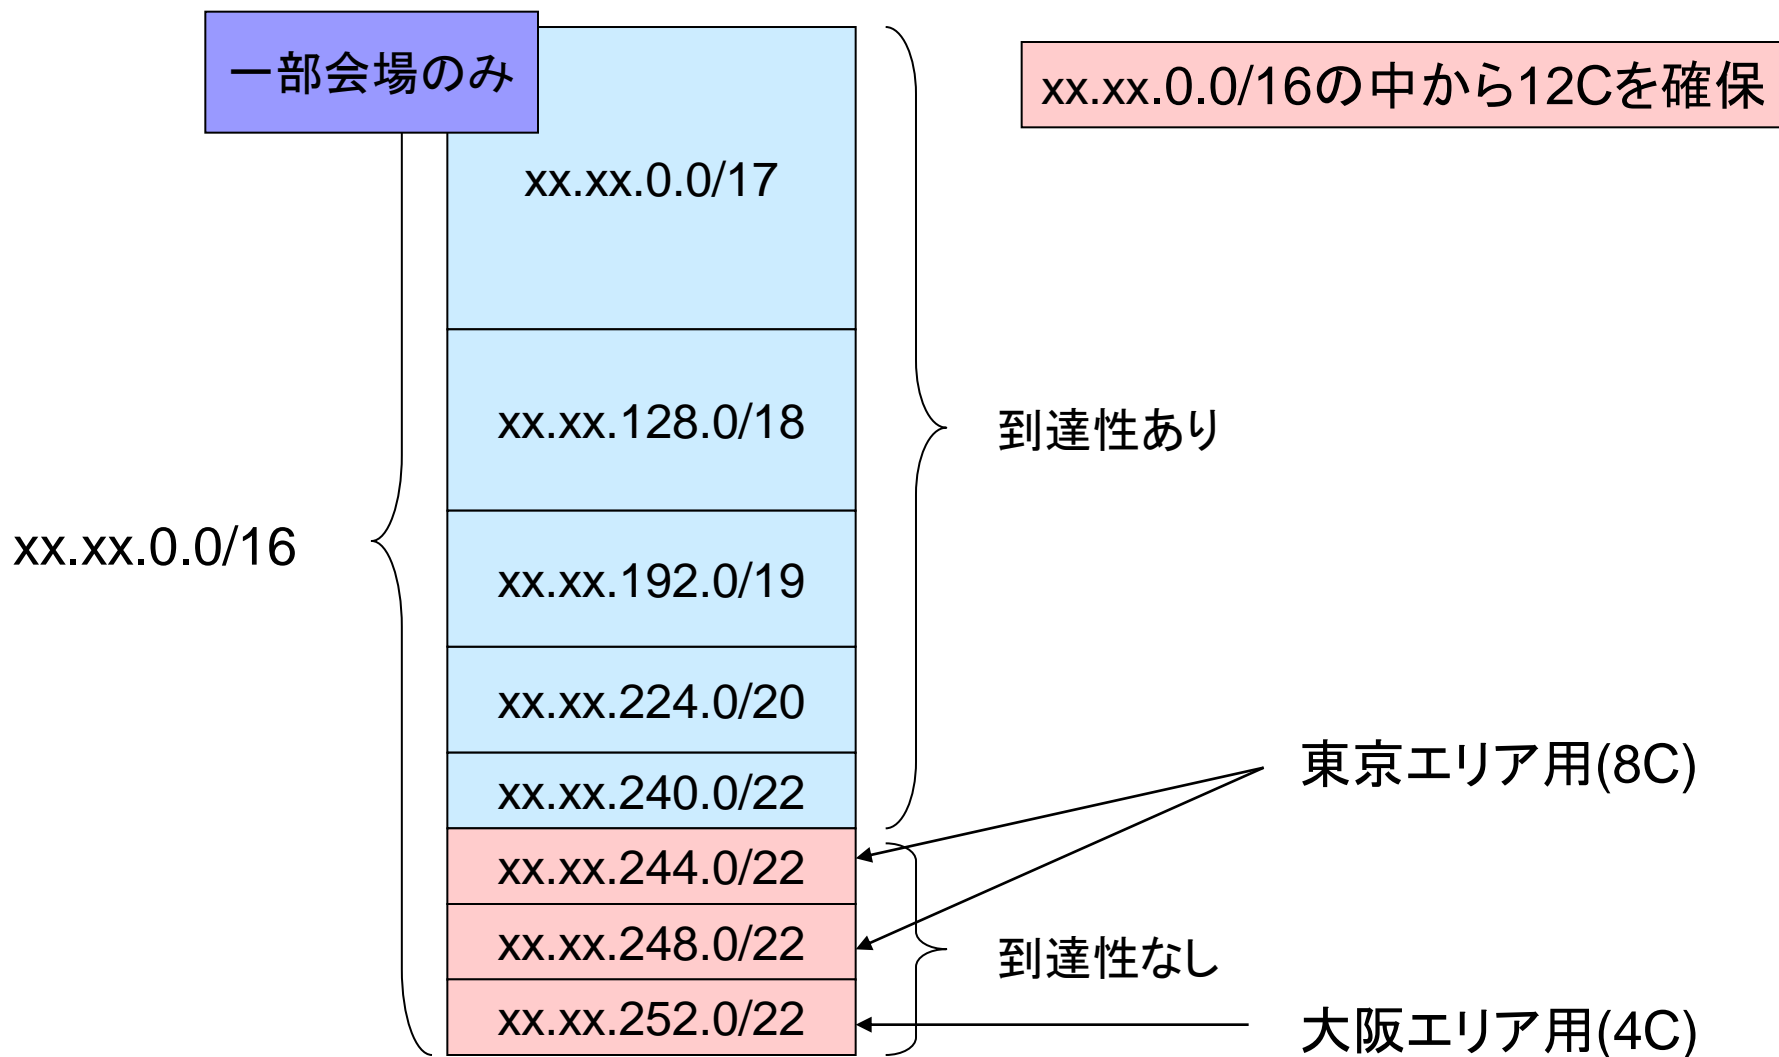 一部会場のみ
xx.xx.0.0/16の中から12Cを確保
xx.xx.0.0/17
xx.xx.128.0/18
到達性あり
xx.xx.0.0/16
xx.xx.192.0/19
xx.xx.224.0/20
xx.xx.240.0/22
東京エリア用(8C)
xx.xx.244.0/22
xx.xx.248.0/22
到達性なし
xx.xx.252.0/22
大阪エリア用(4C)